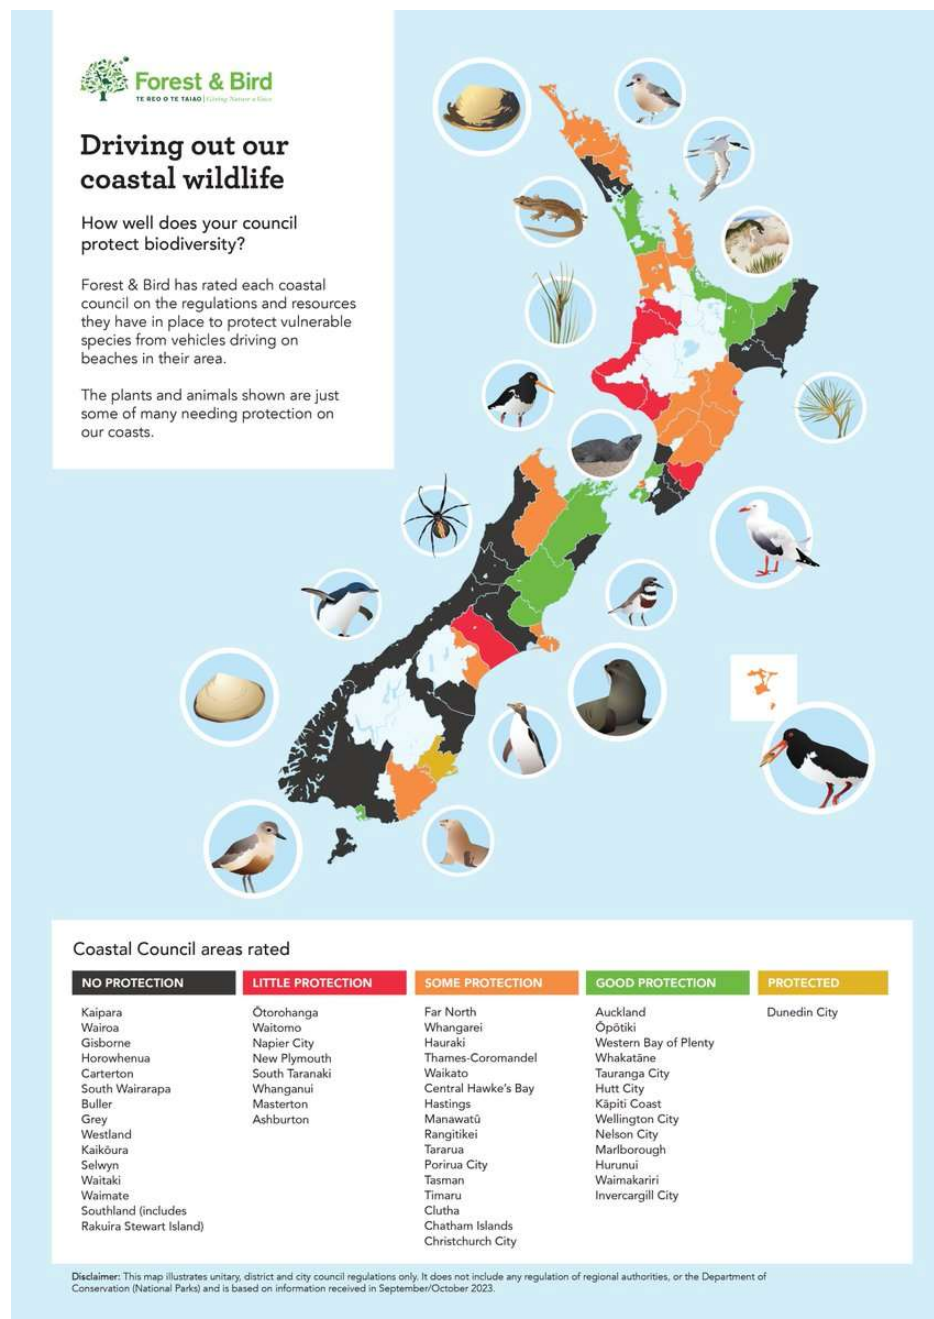 Forest & Bird
TE REO O TE TAIAO | Giving Nature a Voice
Driving out our
coastal wildlife
How well does your council
protect biodiversity?
Forest & Bird has rated each coastal
council on the regulations and resources
they have in place to protect vulnerable
species from vehicles driving on
beaches in their area.
The plants and animals shown are just
some of many needing protection on
our coasts.
Coastal Council areas rated
NO PROTECTION
Kaipara
Wairoa
Gisborne
Horowhenua
Carterton
South Wairarapa
Buller
Grey
Westland
Kaikōura
Selwyn
Waitaki
Waimate
Southland (includes
Rakuira Stewart Island)
LITTLE PROTECTION
Ōtorohanga
Waitomo
Napier City
New Plymouth
South Taranaki
Whanganui
Masterton
Ashburton
SOME PROTECTION
Far North
Whangarei
Hauraki
Thames-Coromandel
Waikato
Central Hawke's Bay
Hastings
Manawatū
Rangitikei
Tararua
Porirua City
Tasman
Timaru
Clutha
Chatham Islands
Christchurch City
GOOD PROTECTION
Auckland
Ōpōtiki
Western Bay of Plenty
Whakatāne
Tauranga City
Hutt City
Kāpiti Coast
Wellington City
Nelson City
Marlborough
Hurunui
Waimakariri
Invercargill City
PROTECTED
Dunedin City
Disclaimer: This map illustrates unitary, district and city council regulations only. It does not include any regulation of regional authorities, or the Department of
Conservation (National Parks) and is based on information received in September/October 2023.